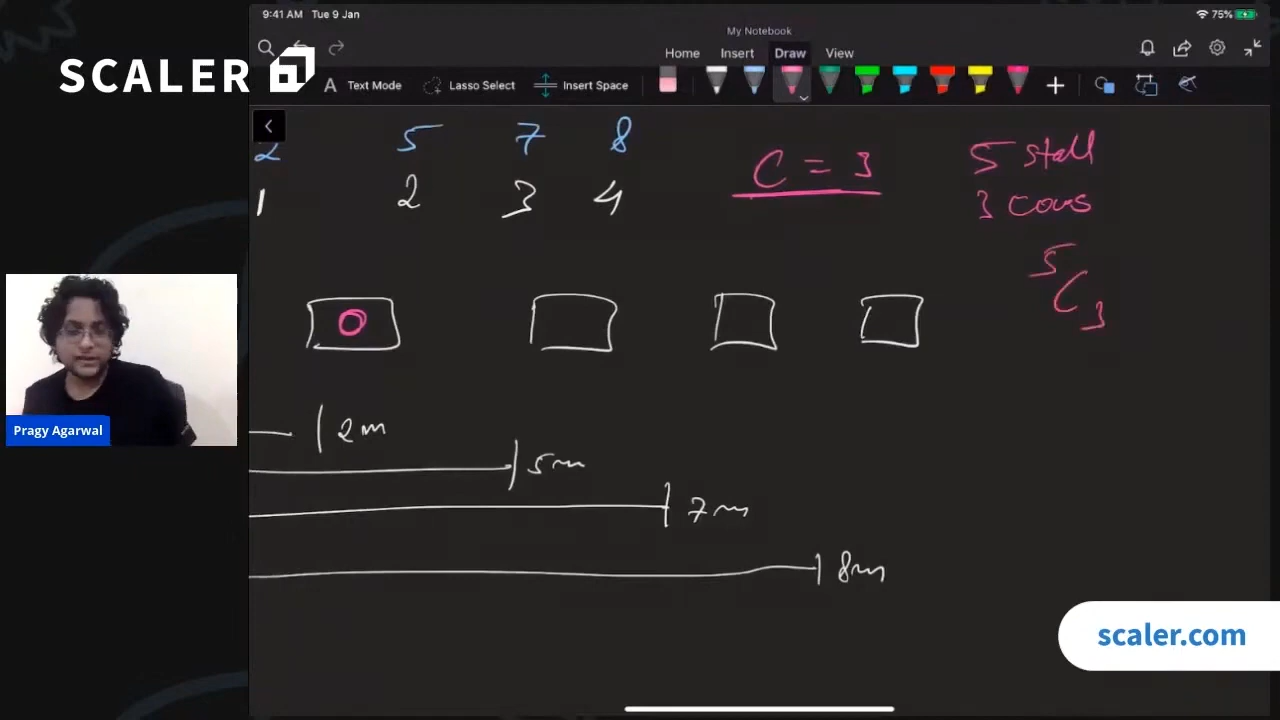 9:41 AM Tue 9 Jan
75%
My Notebook
Home Insert Draw View
SCALER
A Text Mode Lasso Select Insert Space
2 5 7 8
1 2 3 4
C = 3
5 stall
3 cows
5C3
O
2m
5m
7m
8m
Pragy Agarwal
scaler.com